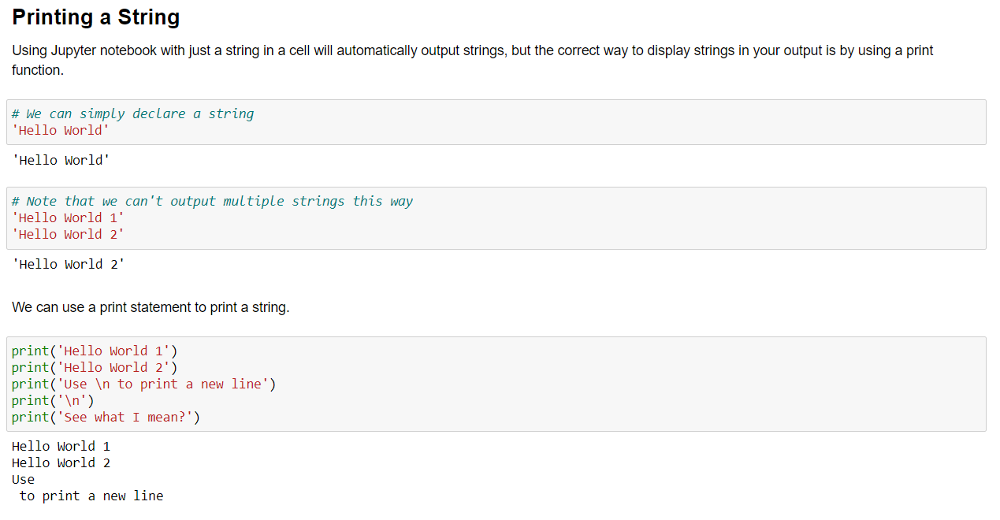 Printing a String
Using Jupyter notebook with just a string in a cell will automatically output strings, but the correct way to display strings in your output is by using a print
function.
# We can simply declare a string
'Hello World'
'Hello World'
# Note that we can't output multiple strings this way
'Hello World 1'
'Hello World 2'
'Hello World 2'
We can use a print statement to print a string.
print('Hello World 1')
print('Hello World 2')
print('Use \n to print a new line')
print('\n')
print('See what I mean?')
Hello World 1
Hello World 2
Use
 to print a new line